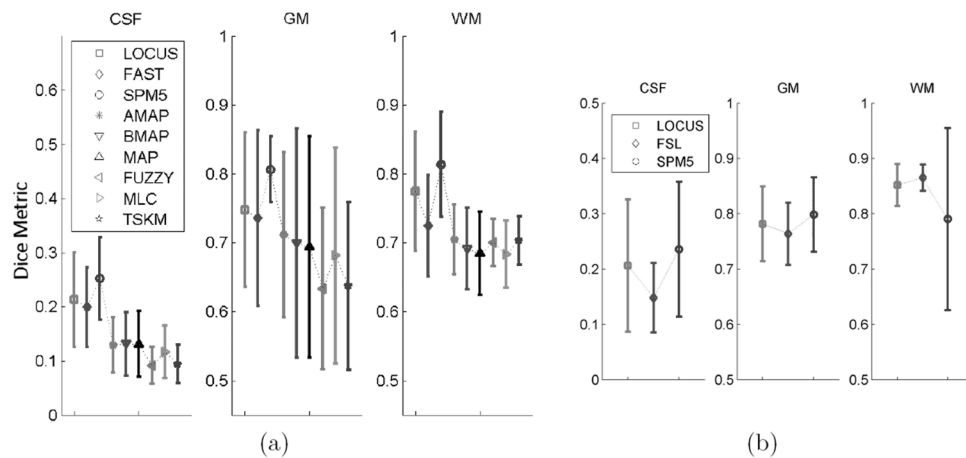 CSF
GM
WM
Dice Metric
0.6
0.5
0.4
0.3
0.2
0.1
0
LOCUS
FAST
SPM5
AMAP
BMAP
MAP
FUZZY
MLC
TSKM
1
0.9
0.8
0.7
0.6
0.5
1
0.9
0.8
0.7
0.6
0.5
(a)
CSF
GM
WM
0.5
0.4
0.3
0.2
0.1
0
LOCUS
FSL
SPM5
1
0.9
0.8
0.7
0.6
0.5
1
0.9
0.8
0.7
0.6
0.5
(b)